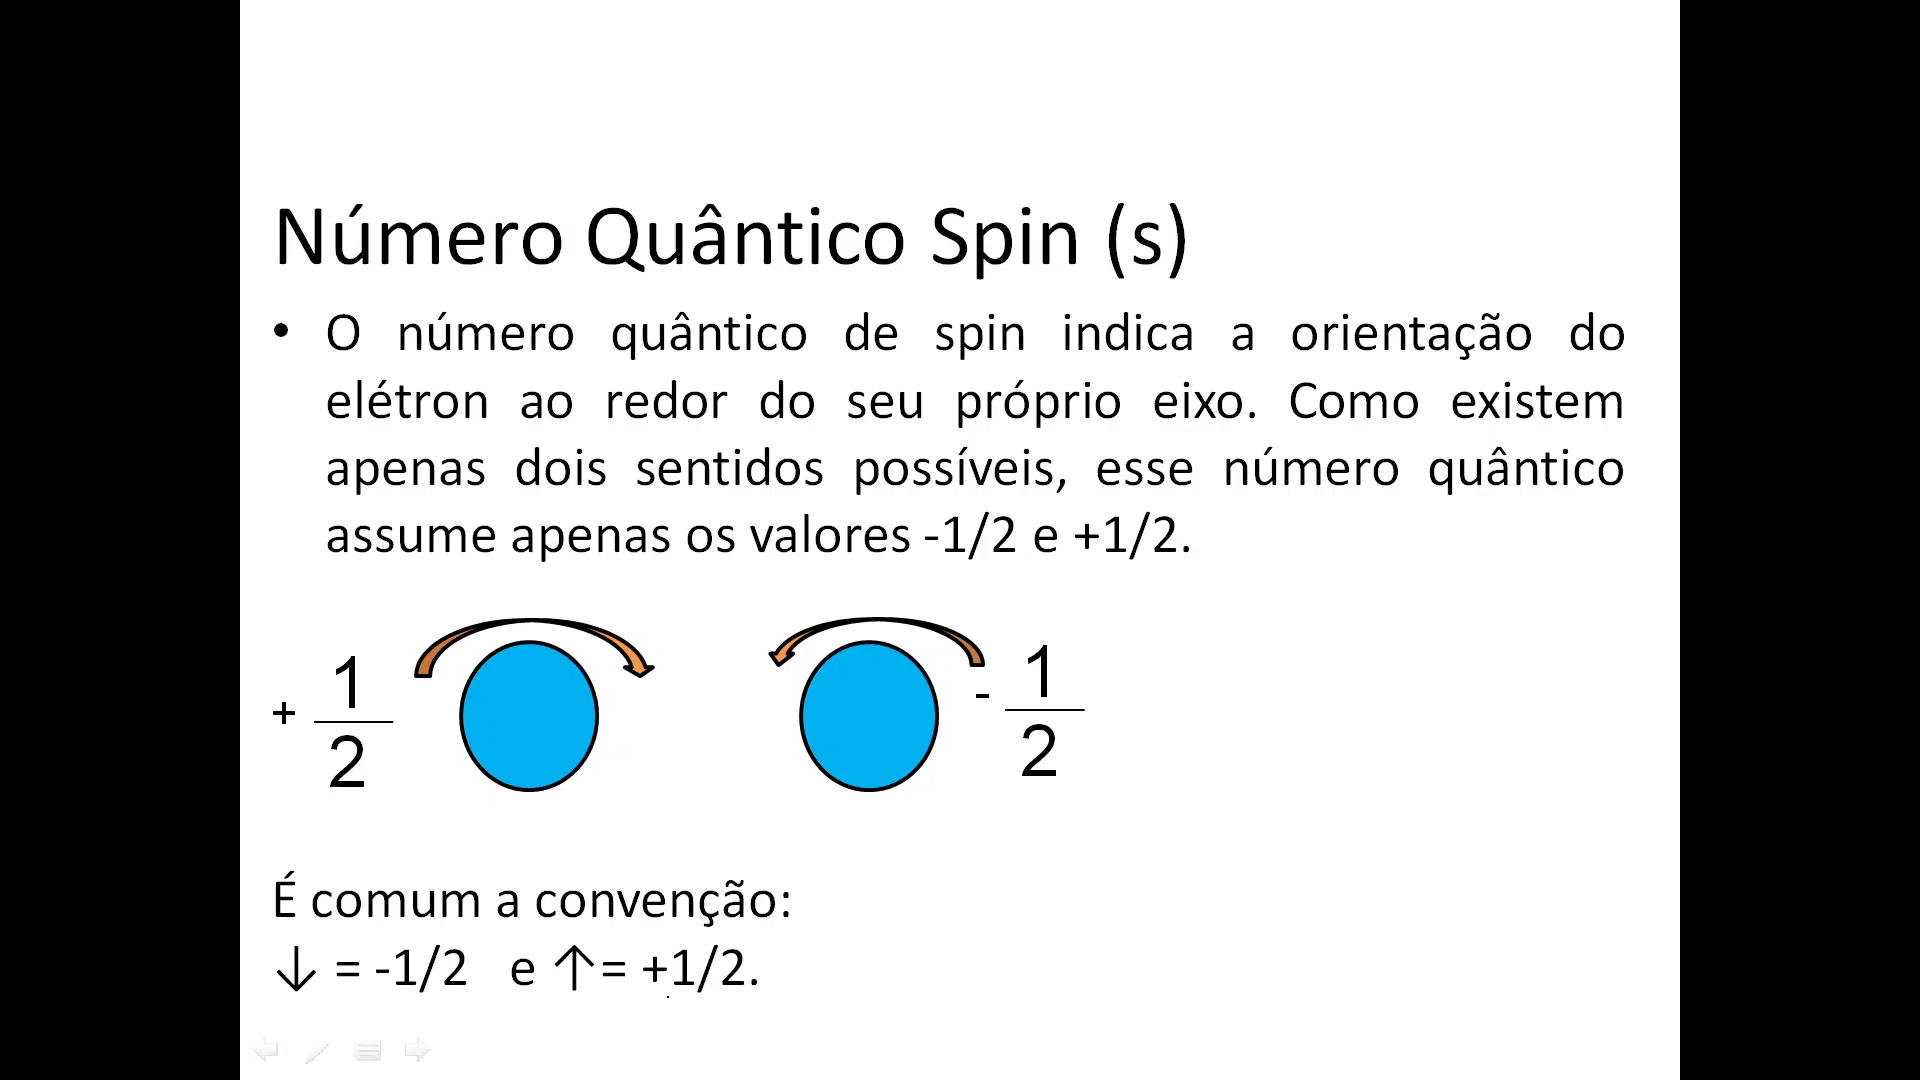 Número Quântico Spin (s)
• O número quântico de spin indica a orientação do
elétron ao redor do seu próprio eixo. Como existem
apenas dois sentidos possíveis, esse número quântico
assume apenas os valores -1/2 e +1/2.
+ 1/2
- 1/2
É comum a convenção:
↓ = -1/2 e ↑= +1/2.